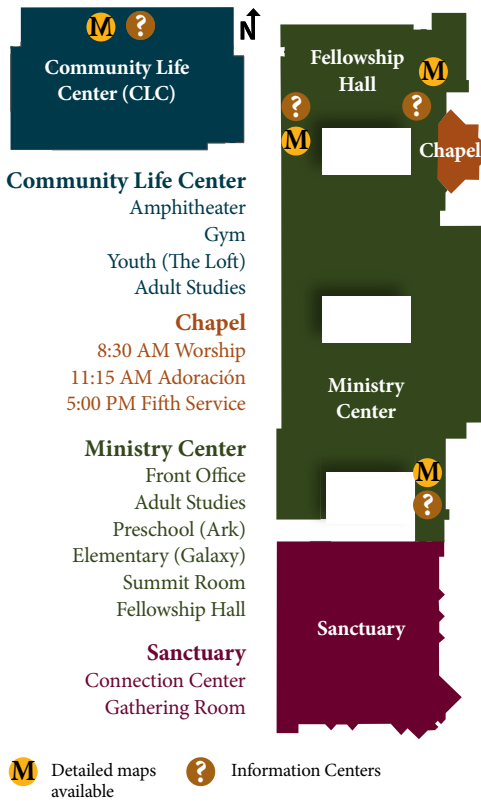 M ?
N
Community Life
Center (CLC)
Fellowship
Hall
M
? ?
M
Chapel
Community Life Center
Amphitheater
Gym
Youth (The Loft)
Adult Studies
Chapel
8:30 AM Worship
11:15 AM Adoración
5:00 PM Fifth Service
Ministry
Center
Ministry Center
Front Office
Adult Studies
Preschool (Ark)
Elementary (Galaxy)
Summit Room
Fellowship Hall
M
?
Sanctuary
Sanctuary
Connection Center
Gathering Room
M Detailed maps
available
? Information Centers